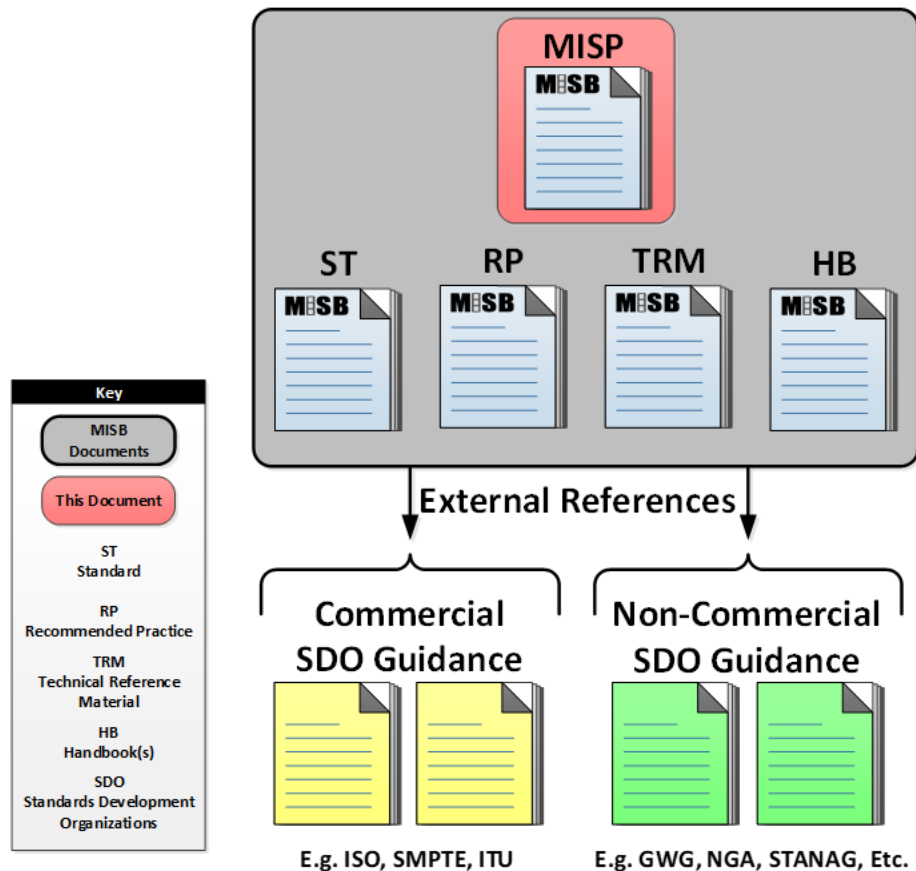 MISP
MISB
ST
RP
TRM
HB
MISB
MISB
MISB
MISB
Key
MISB
Documents
This Document
ST
Standard
RP
Recommended Practice
TRM
Technical Reference
Material
HB
Handbook(s)
SDO
Standards Development
Organizations
External References
Commercial
SDO Guidance
Non-Commercial
SDO Guidance
E.g. ISO, SMPTE, ITU
E.g. GWG, NGA, STANAG, Etc.